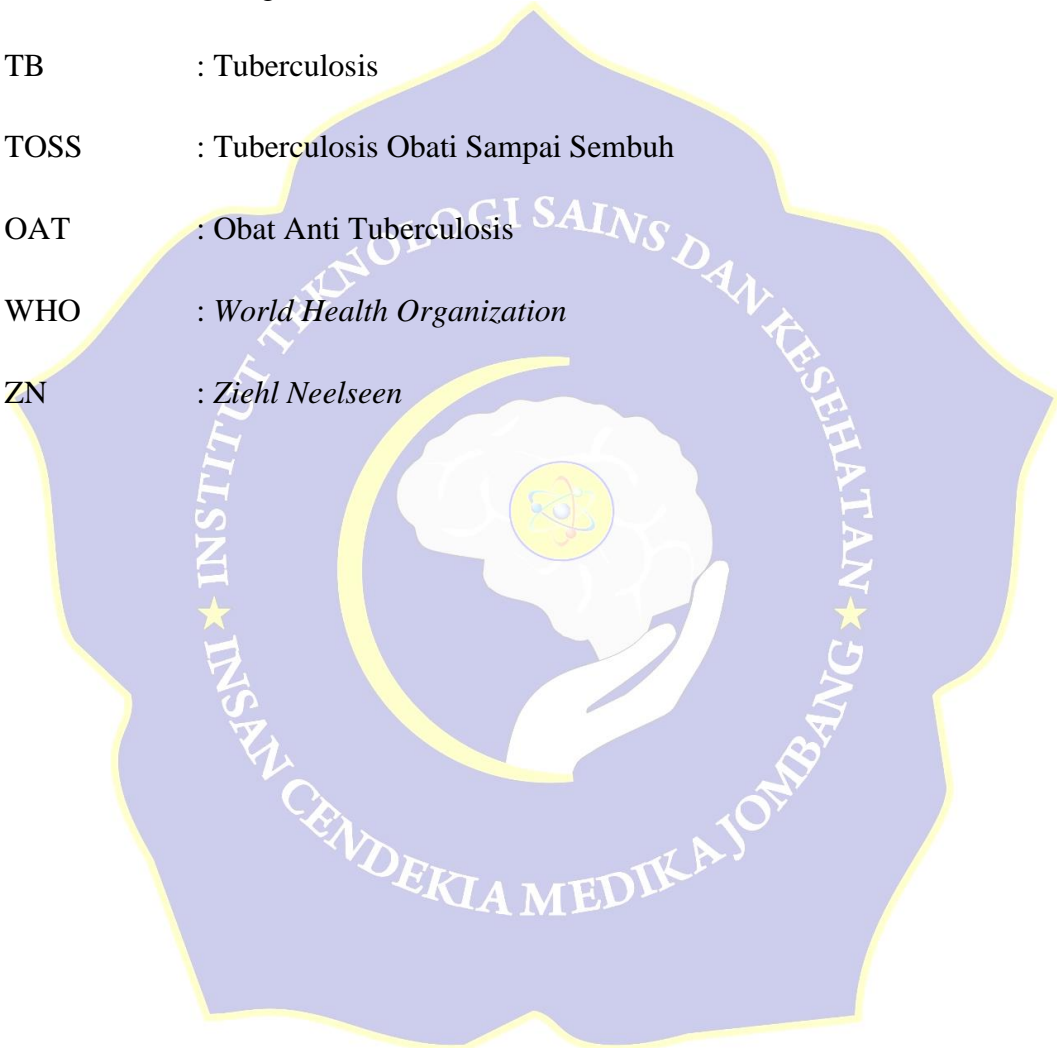 TB : Tuberculosis
TOSS : Tuberculosis Obati Sampai Sembuh
OAT : Obat Anti Tuberculosis
WHO : World Health Organization
ZN : Ziehl Neelseen
INSTITUT TEKNOLOGI SAINS DAN KESEHATAN
INSAN CENDEKIA MEDIKA JOMBANG